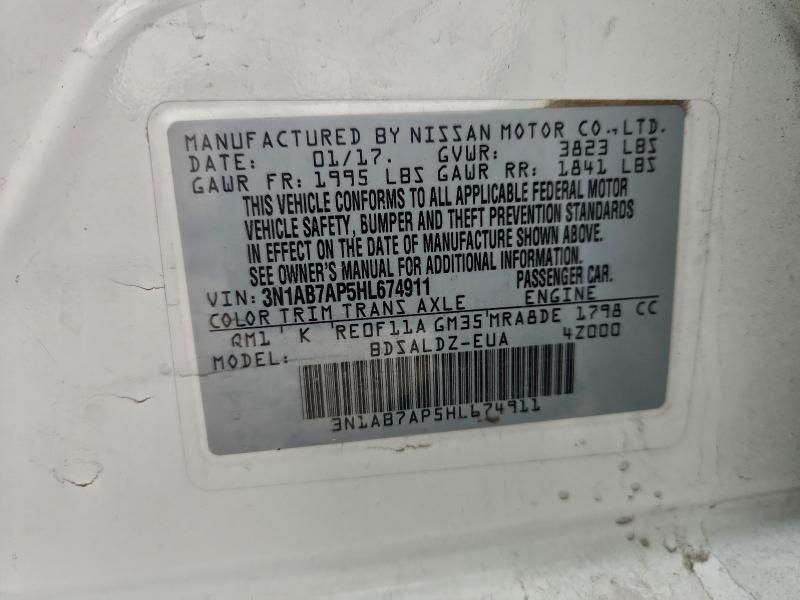 MANUFACTURED BY NISSAN MOTOR CO., LTD.
DATE: 01/17. GVWR: 3823 LBS
GAWR FR: 1995 LBS GAWR RR: 1841 LBS
THIS VEHICLE CONFORMS TO ALL APPLICABLE FEDERAL MOTOR
VEHICLE SAFETY, BUMPER AND THEFT PREVENTION STANDARDS
IN EFFECT ON THE DATE OF MANUFACTURE SHOWN ABOVE.
SEE OWNER'S MANUAL FOR ADDITIONAL INFORMATION.
VIN: 3N1AB7AP5HL674911 PASSENGER CAR.
COLOR TRIM TRANS AXLE ENGINE
QM1 K RE0F11A GM35 MRA8DE 1798 CC
MODEL: BDSALDZ-EUA 4Z000
3N1AB7AP5HL674911